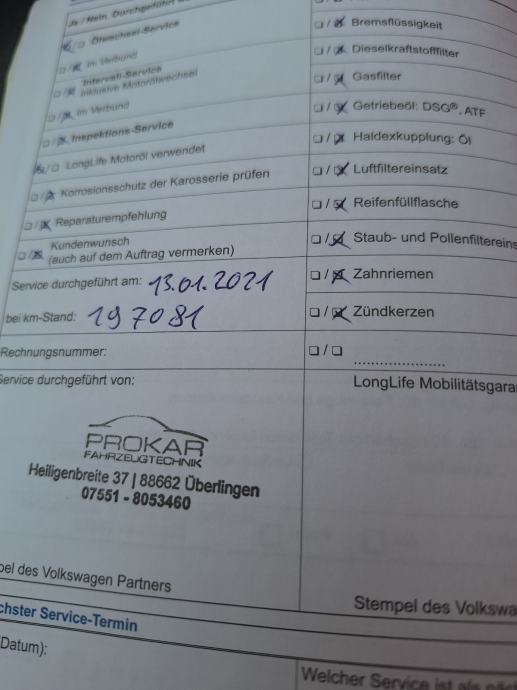 Ja / Nein, Durchgeführt
Ölwechsel-Service
im Verbund
Intervall-Service
inklusive Motorölwechsel
im Verbund
Inspektions-Service
LongLife Motoröl verwendet
Korrosionsschutz der Karosserie prüfen
Reparaturempfehlung
Kundenwunsch
(auch auf dem Auftrag vermerken)
Service durchgeführt am: 13.01.2021
bei km-Stand: 197081
Rechnungsnummer:
Service durchgeführt von:
PROKAR
FAHRZEUGTECHNIK
Heiligenbreite 37 | 88662 Überlingen
07551 - 8053460
pel des Volkswagen Partners
Bremsflüssigkeit
Dieselkraftstofffilter
Gasfilter
Getriebeöl: DSG®, ATF
Haldexkupplung: Öl
Luftfiltereinsatz
Reifenfüllflasche
Staub- und Pollenfiltereins
Zahnriemen
Zündkerzen
LongLife Mobilitätsgara
Stempel des Volkswa
chster Service-Termin
Datum):
Welcher Service ist als